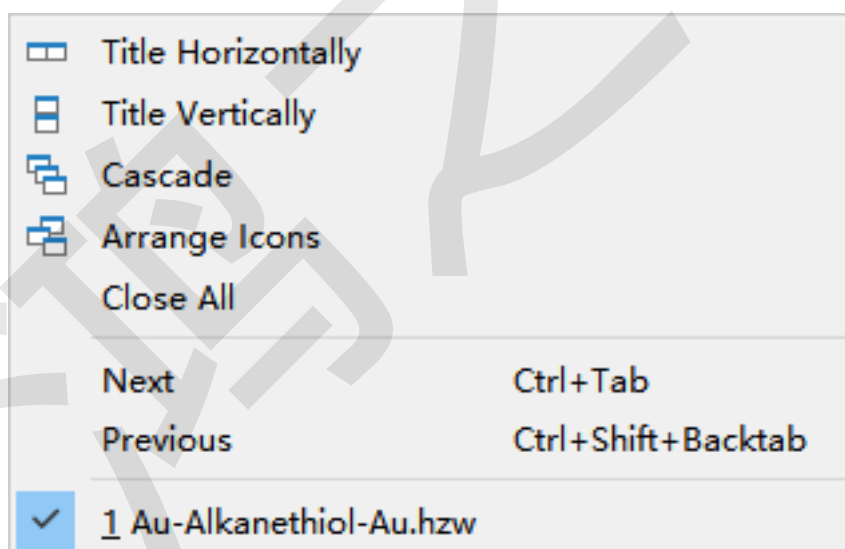 Title Horizontally
Title Vertically
Cascade
Arrange Icons
Close All
Next Ctrl+Tab
Previous Ctrl+Shift+Backtab
1 Au-Alkanethiol-Au.hzw